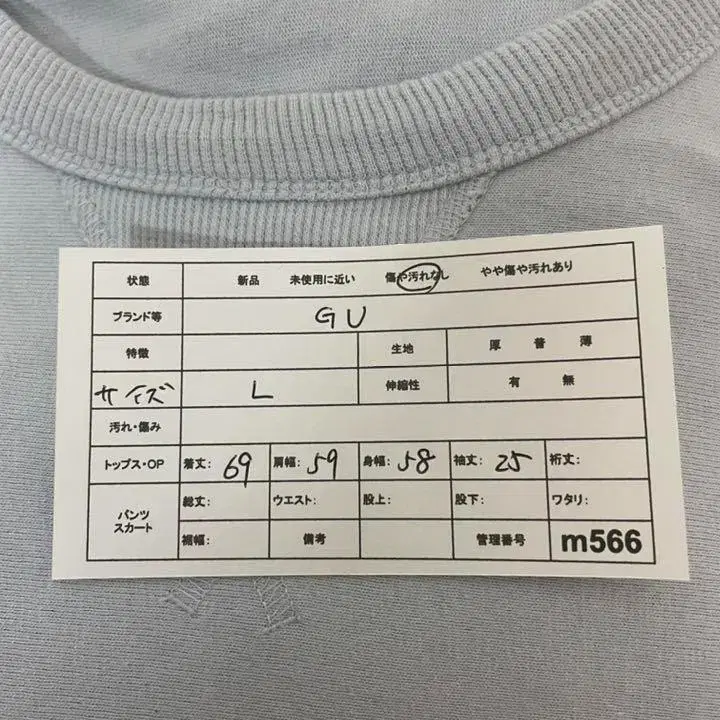 状態 新品 未使用に近い 傷や汚れなし やや傷や汚れあり
ブランド等 GU
特徴 生地 厚 普 薄
サイズ L 伸縮性 有 無
汚れ・傷み
トップス・OP 着丈: 69 肩幅: 59 身幅: 58 袖丈: 25 裄丈:
パンツ スカート 総丈: ウエスト: 股上: 股下: ワタリ:
裾幅: 備考 管理番号 m566